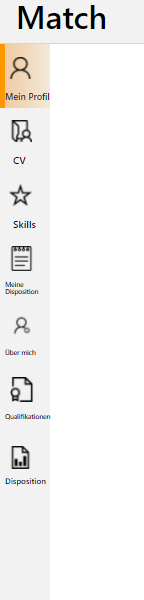 Match
Mein Profil
CV
Skills
Meine
Disposition
Über mich
Qualifikationen
Disposition